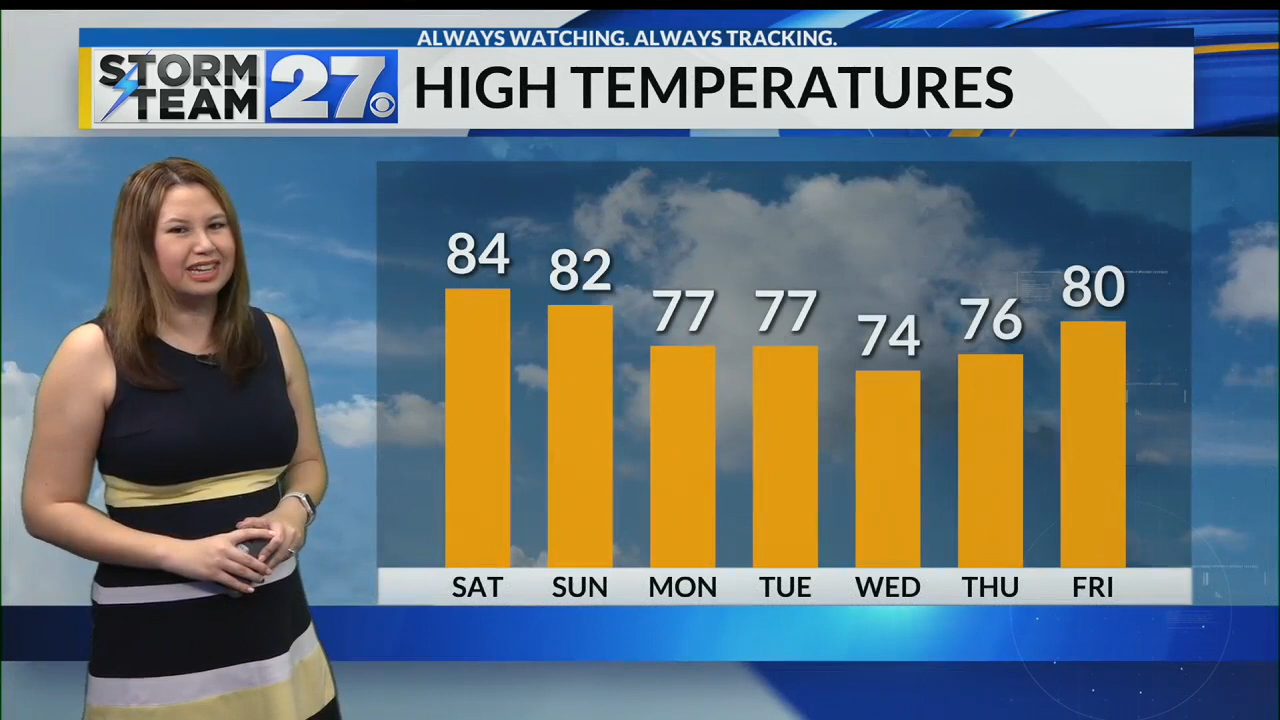 ALWAYS WATCHING. ALWAYS TRACKING.
STORM TEAM 27
HIGH TEMPERATURES
84 82 77 77 74 76 80
SAT SUN MON TUE WED THU FRI